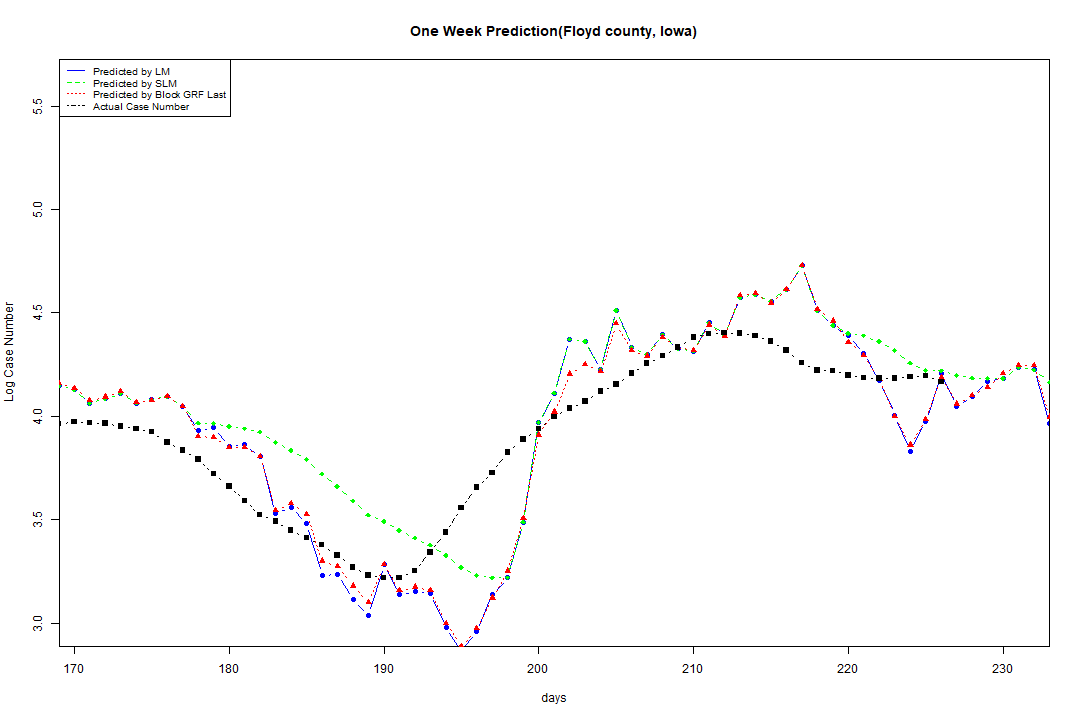 One Week Prediction(Floyd county, Iowa)
Predicted by LM
Predicted by SLM
Predicted by Block GRF Last
Actual Case Number
5.5
5.0
4.5
4.0
3.5
3.0
Log Case Number
170 180 190 200 210 220 230
days